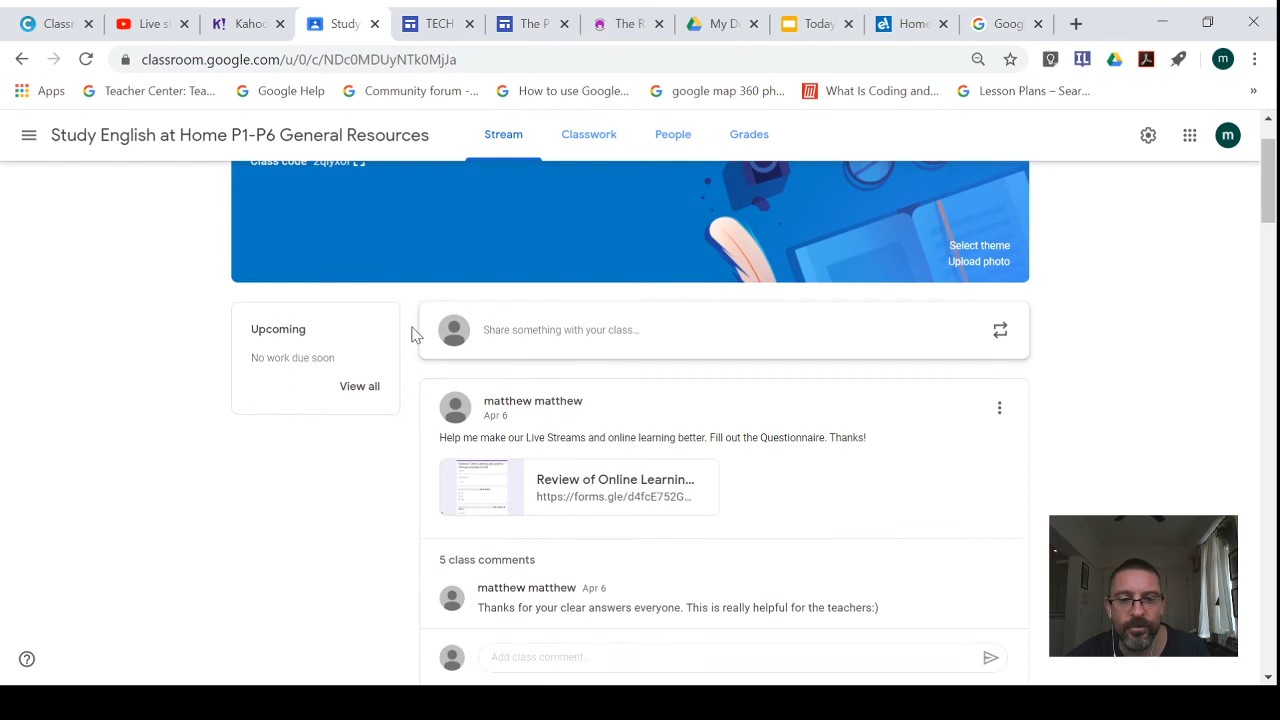 Classr
Live st
Kahoo
Study
TECH
The P
The R
My D
Today
Home
Googl
classroom.google.com/u/0/c/NDc0MDUyNTk0MjJa
m
Apps
Teacher Center: Tea...
Google Help
Community forum -...
How to use Google...
google map 360 ph...
What Is Coding and...
Lesson Plans – Sear...
»
Study English at Home P1-P6 General Resources
Stream
Classwork
People
Grades
m
Class code
Select theme
Upload photo
Upcoming
No work due soon
View all
Share something with your class...
matthew matthew
Apr 6
Help me make our Live Streams and online learning better. Fill out the Questionnaire. Thanks!
Review of Online Learnin...
https://forms.gle/d4fcE752G...
5 class comments
matthew matthew Apr 6
Thanks for your clear answers everyone. This is really helpful for the teachers:)
Add class comment...